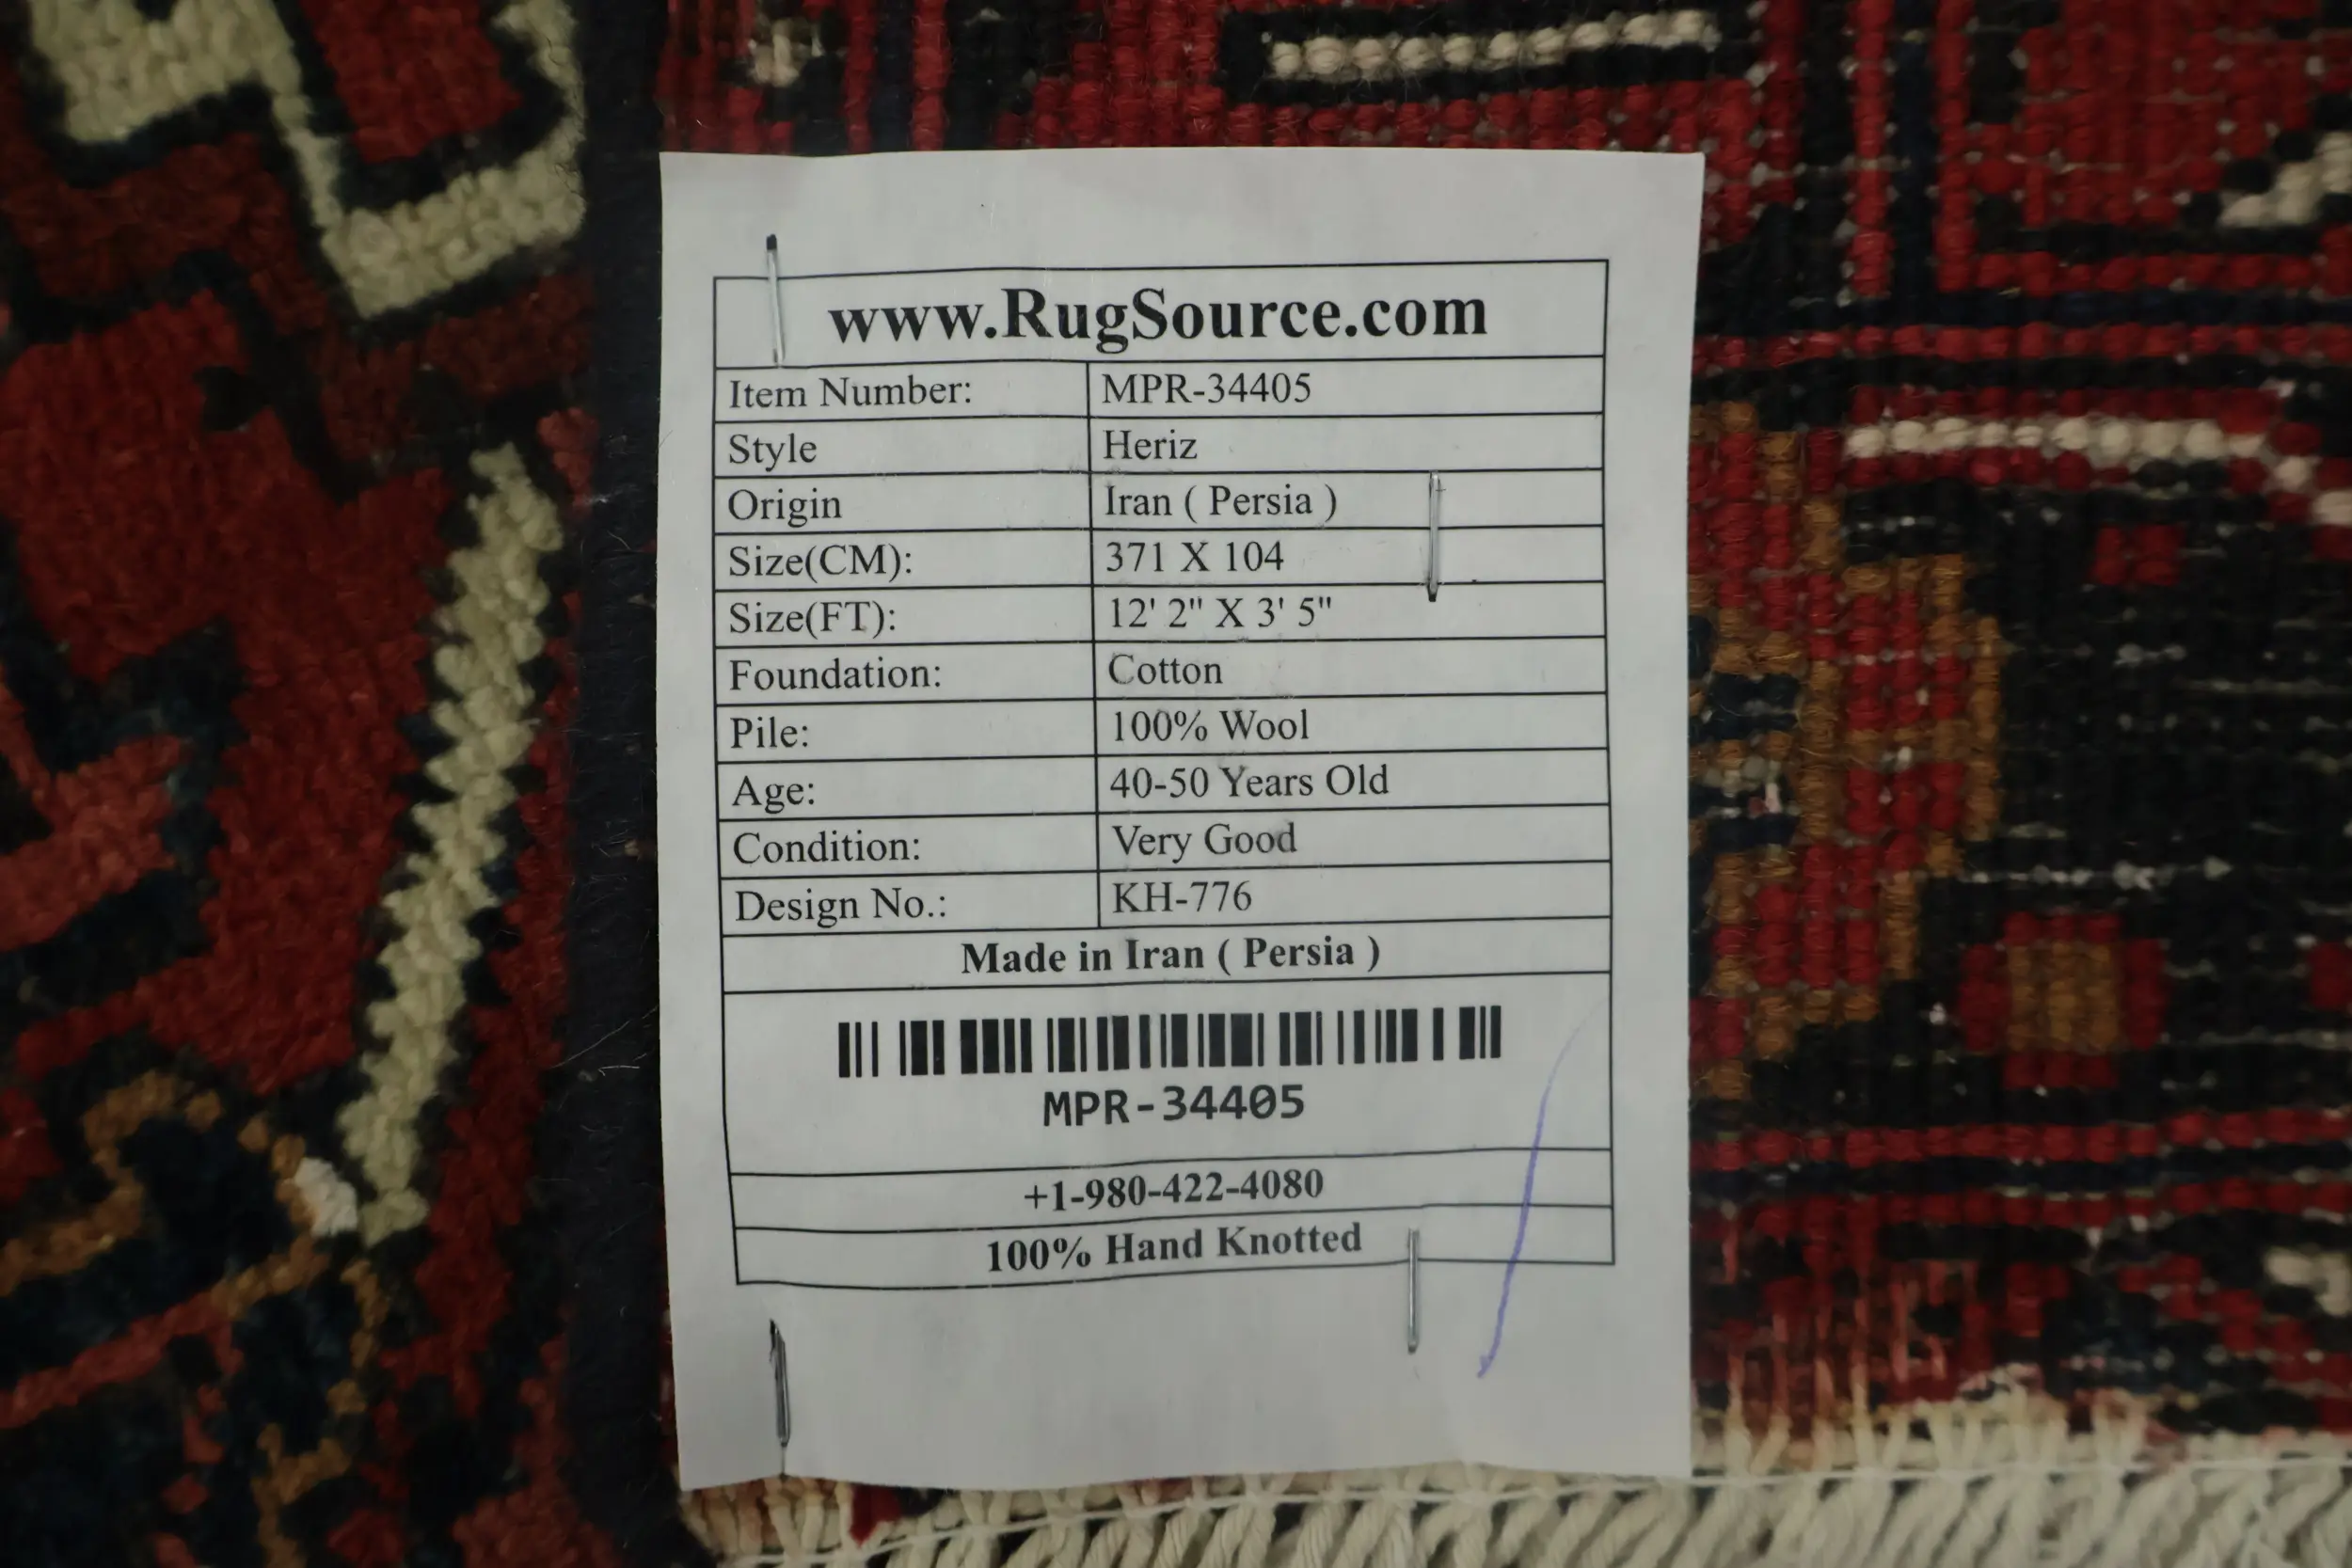 www.RugSource.com
Item Number: MPR-34405
Style Heriz
Origin Iran ( Persia )
Size(CM): 371 X 104
Size(FT): 12' 2" X 3' 5"
Foundation: Cotton
Pile: 100% Wool
Age: 40-50 Years Old
Condition: Very Good
Design No.: KH-776
Made in Iran ( Persia )
MPR-34405
+1-980-422-4080
100% Hand Knotted